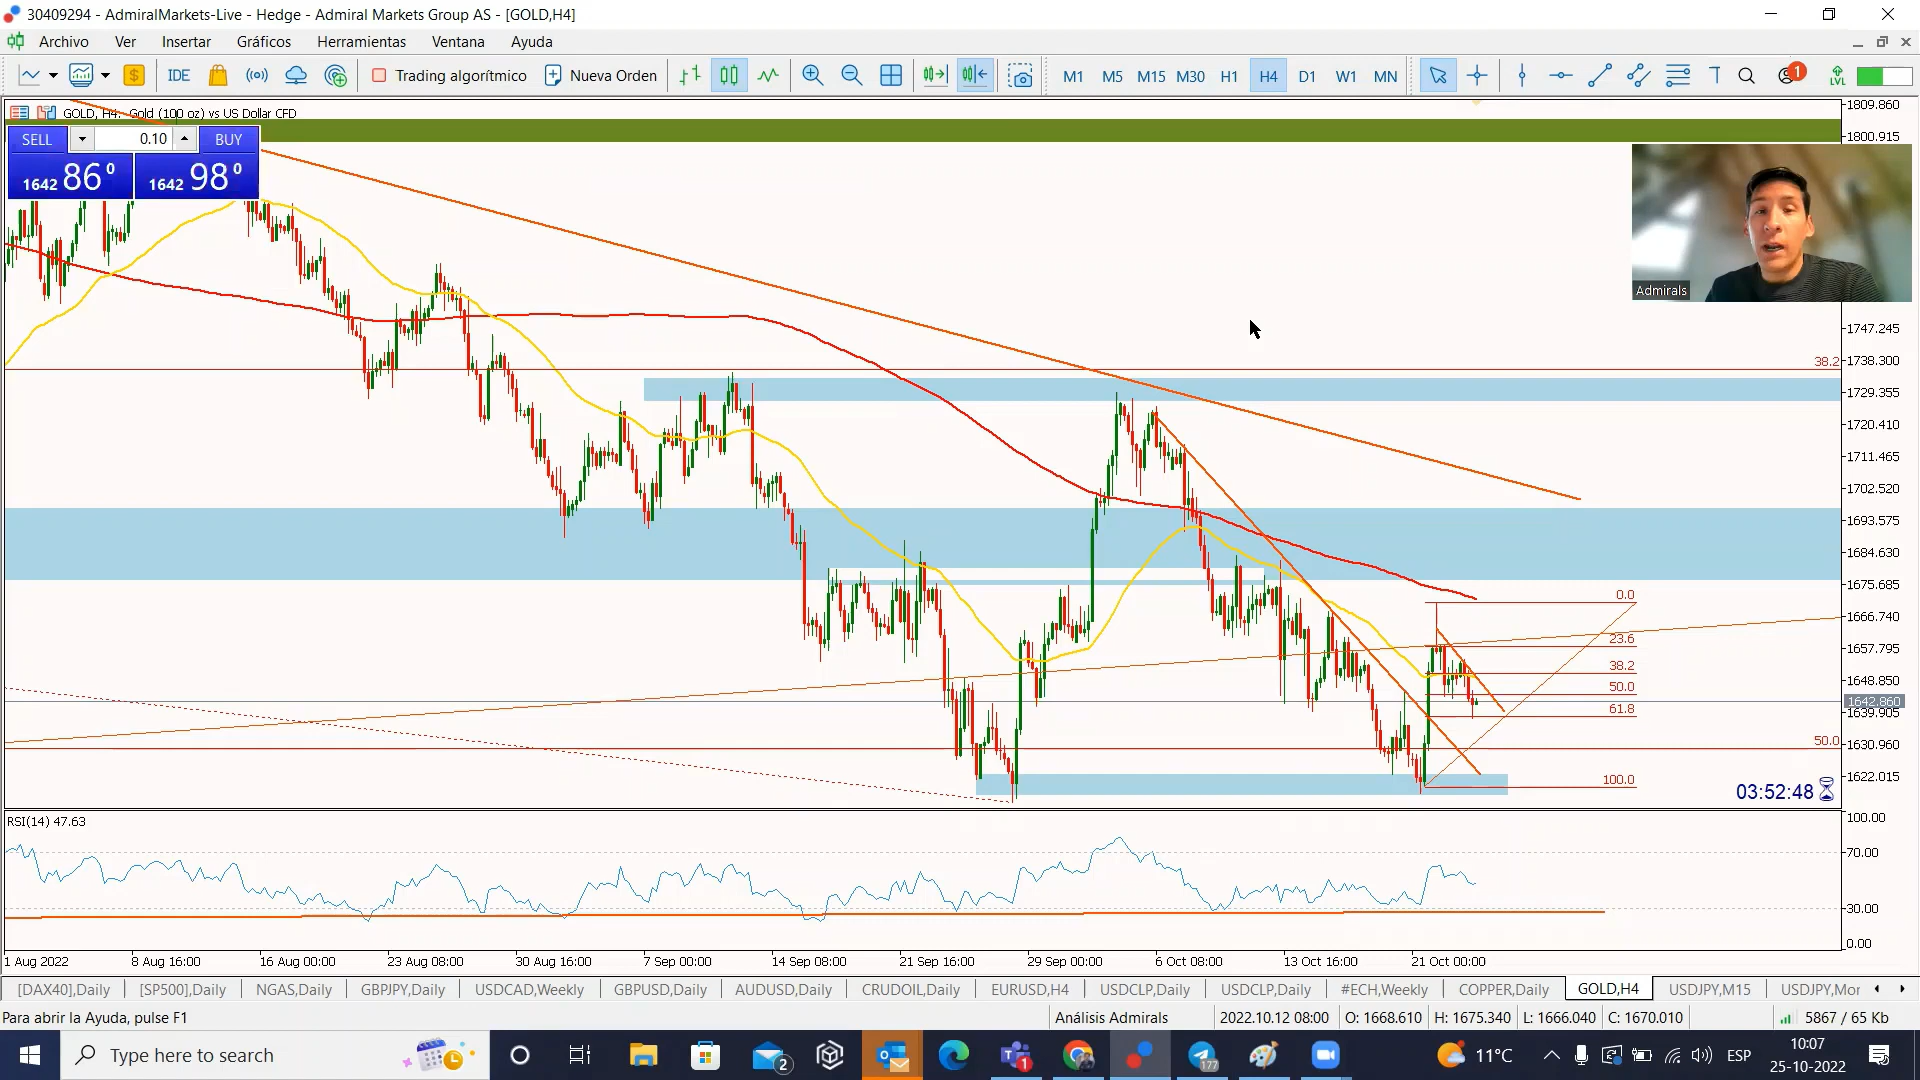 30409294 - AdmiralMarkets-Live - Hedge - Admiral Markets Group AS - [GOLD,H4]
Archivo Ver Insertar Gráficos Herramientas Ventana Ayuda
IDE Trading algorítmico Nueva Orden M1 M5 M15 M30 H1 H4 D1 W1 MN T 1 LVL
GOLD, H4: Gold (100 oz) vs US Dollar CFD
SELL 0.10 BUY
1642 86 0 1642 98 0
1809.860
1800.915
Admirals
1747.245
1738.300
38.2
1729.355
1720.410
1711.465
1702.520
1693.575
1684.630
1675.685
0.0
1666.740
23.6
1657.795
38.2
1648.850
50.0
1642.860
61.8
1639.905
50.0
1630.960
100.0
1622.015
03:52:48
RSI(14) 47.63
100.00
70.00
30.00
0.00
1 Aug 2022 8 Aug 16:00 16 Aug 00:00 23 Aug 08:00 30 Aug 16:00 7 Sep 00:00 14 Sep 08:00 21 Sep 16:00 29 Sep 00:00 6 Oct 08:00 13 Oct 16:00 21 Oct 00:00
[DAX40],Daily [SP500],Daily NGAS,Daily GBPJPY,Daily USDCAD,Weekly GBPUSD,Daily AUDUSD,Daily CRUDOIL,Daily EURUSD,H4 USDCLP,Daily USDCLP,Daily #ECH,Weekly COPPER,Daily GOLD,H4 USDJPY,M15 USDJPY,Mor
Para abrir la Ayuda, pulse F1 Análisis Admirals 2022.10.12 08:00 O: 1668.610 H: 1675.340 L: 1666.040 C: 1670.010 5867 / 65 Kb
Type here to search 2 1 177 11°C ESP 10:07
25-10-2022